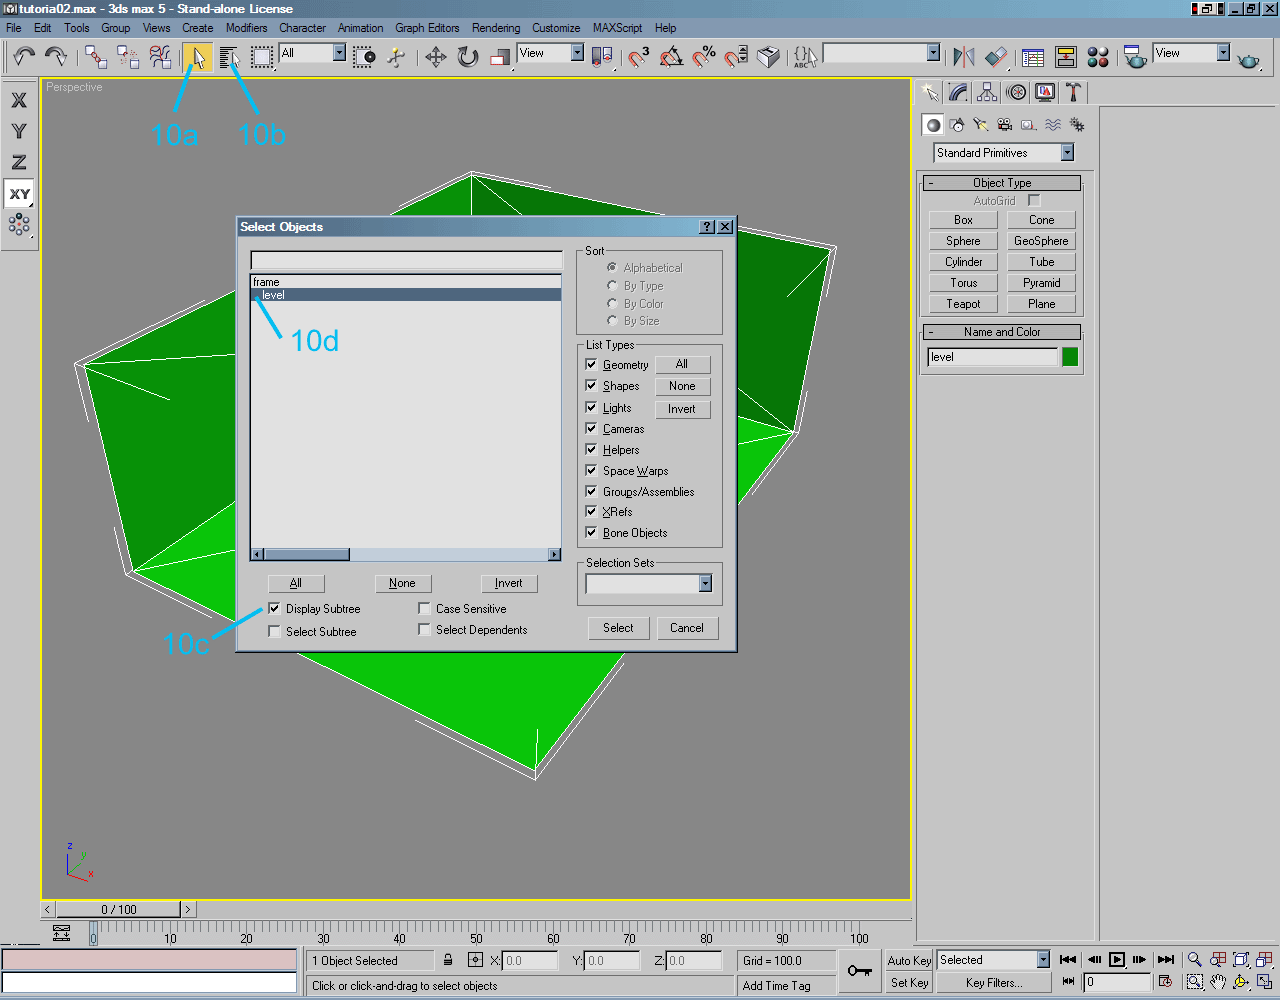 tutoria02.max - 3ds max 5 - Stand-alone License
File Edit Tools Group Views Create Modifiers Character Animation Graph Editors Rendering Customize MAXScript Help
All
View
3
%
ABC
View
X
Y
Z
XY
Perspective
10a
10b
Standard Primitives
- Object Type
AutoGrid
Box Cone
Sphere GeoSphere
Cylinder Tube
Torus Pyramid
Teapot Plane
- Name and Color
level
Select Objects
?
frame
level
10d
Sort
Alphabetical
By Type
By Color
By Size
List Types
Geometry All
Shapes None
Lights Invert
Cameras
Helpers
Space Warps
Groups/Assemblies
XRefs
Bone Objects
Selection Sets
All None Invert
Display Subtree Case Sensitive
Select Subtree Select Dependents
Select Cancel
10c
z
y
x
< 0 / 100 >
0 10 20 30 40 50 60 70 80 90 100
1 Object Selected X: 0.0 Y: 0.0 Z: 0.0 Grid = 100.0
Click or click-and-drag to select objects Add Time Tag
Auto Key Selected
Set Key Key Filters... 0